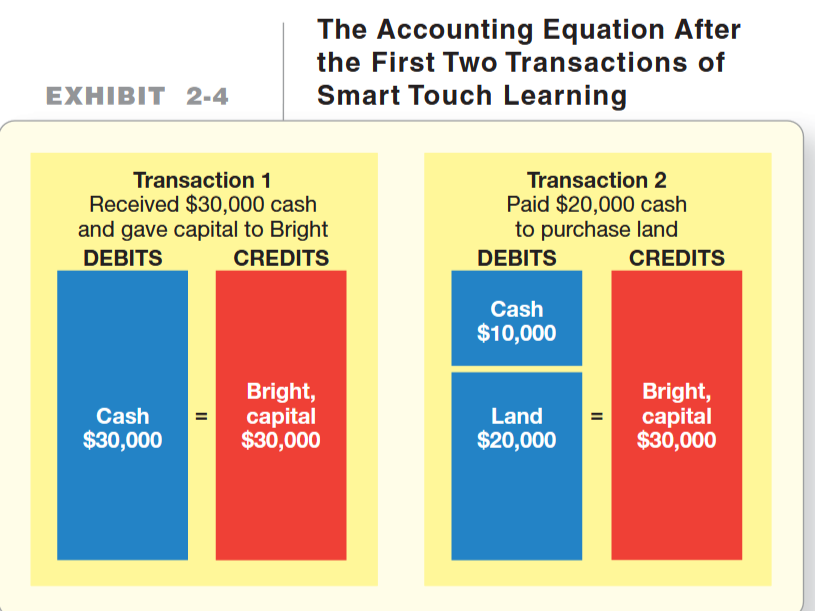 EXHIBIT 2-4
The Accounting Equation After
the First Two Transactions of
Smart Touch Learning
Transaction 1
Received $30,000 cash
and gave capital to Bright
DEBITS
CREDITS
Cash
$30,000
=
Bright,
capital
$30,000
Transaction 2
Paid $20,000 cash
to purchase land
DEBITS
CREDITS
Cash
$10,000
Land
$20,000
=
Bright,
capital
$30,000